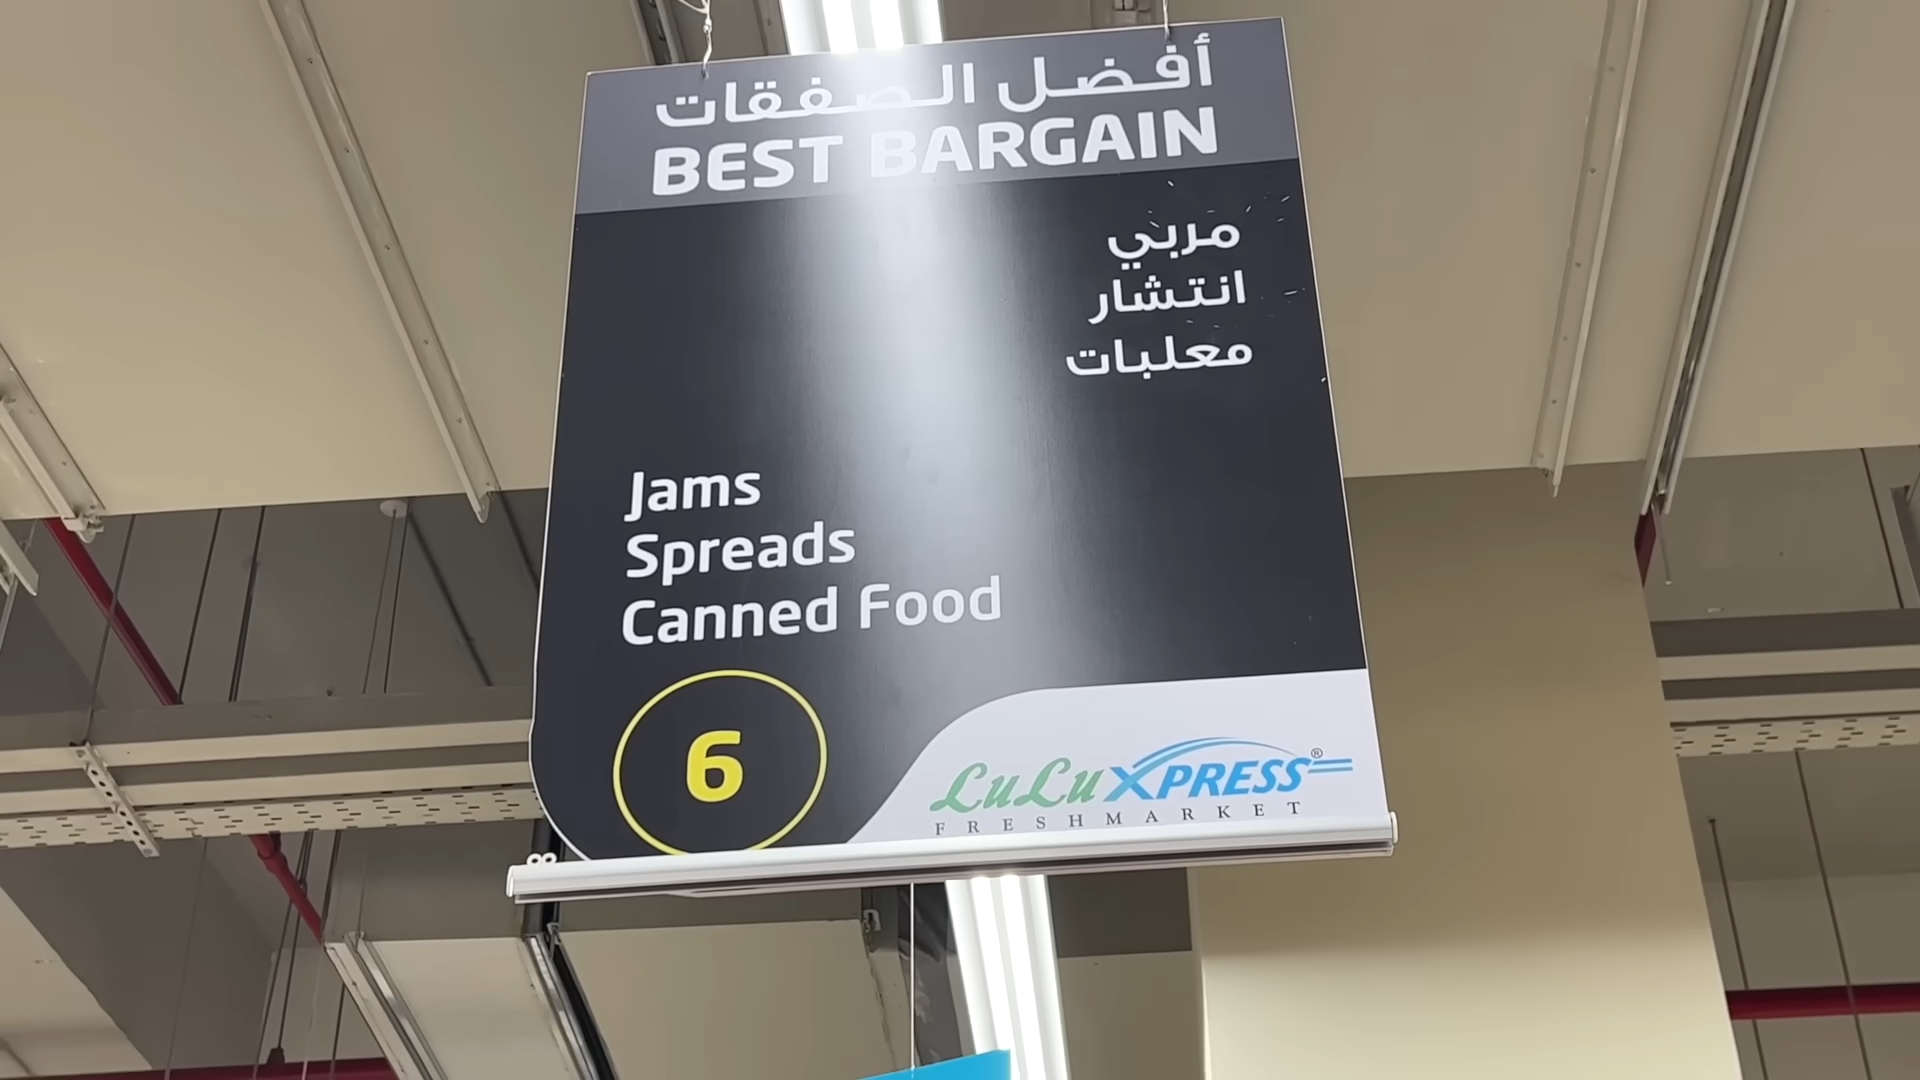 أفضل الصفقات
BEST BARGAIN
مربي
انتشار
معلبات
Jams
Spreads
Canned Food
6
LuLu XPRESS®
FRESHMARKET